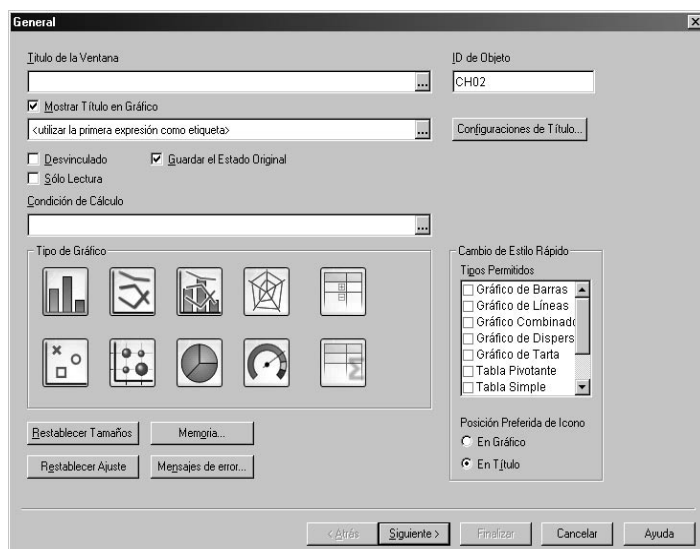 General
Título de la Ventana
ID de Objeto
CH02
Mostrar Título en Gráfico
<utilizar la primera expresión como etiqueta>
Configuraciones de Título...
Desvinculado
Guardar el Estado Original
Sólo Lectura
Condición de Cálculo
Tipo de Gráfico
Cambio de Estilo Rápido
Tipos Permitidos
Gráfico de Barras
Gráfico de Líneas
Gráfico Combinado
Gráfico de Dispers
Gráfico de Tarta
Tabla Pivotante
Tabla Simple
Posición Preferida de Icono
En Gráfico
En Título
Restablecer Tamaños
Memoria...
Restablecer Ajuste
Mensajes de error...
< Atrás
Siguiente >
Finalizar
Cancelar
Ayuda